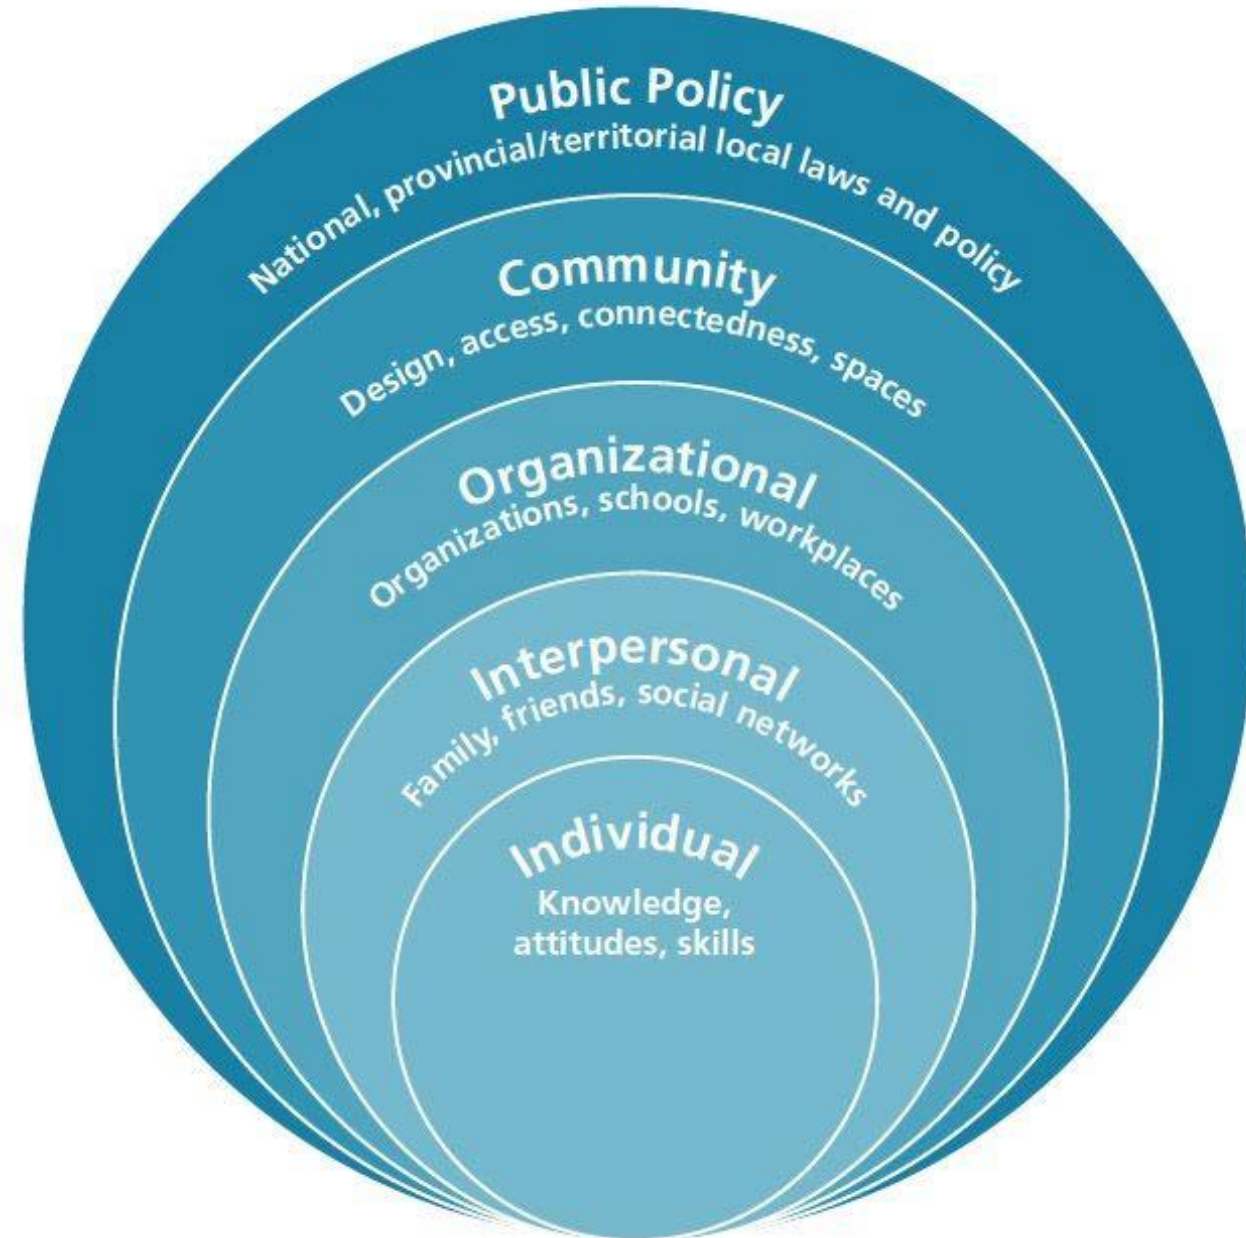 Public Policy
National, provincial/territorial local laws and policy
Community
Design, access, connectedness, spaces
Organizational
Organizations, schools, workplaces
Interpersonal
Family, friends, social networks
Individual
Knowledge,
attitudes, skills